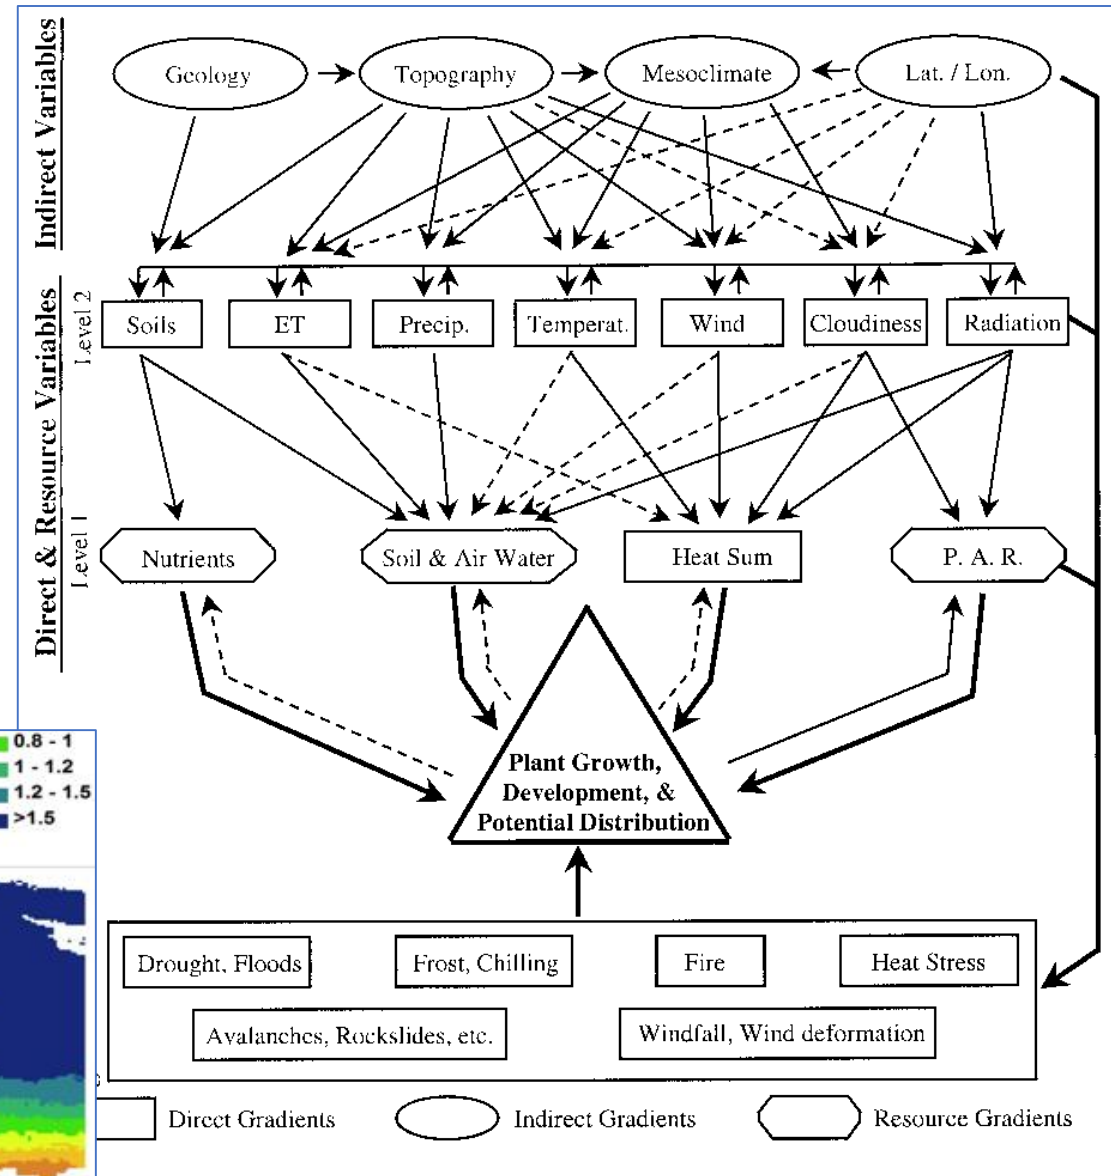 Indirect Variables
Geology
Topography
Mesoclimate
Lat. / Lon.
Direct & Resource Variables
Level 2
Soils
ET
Precip.
Temperat.
Wind
Cloudiness
Radiation
Level 1
Nutrients
Soil & Air Water
Heat Sum
P. A. R.
Plant Growth,
Development, &
Potential Distribution
0.8 - 1
1 - 1.2
1.2 - 1.5
>1.5
Drought, Floods
Frost, Chilling
Fire
Heat Stress
Avalanches, Rockslides, etc.
Windfall, Wind deformation
Direct Gradients
Indirect Gradients
Resource Gradients